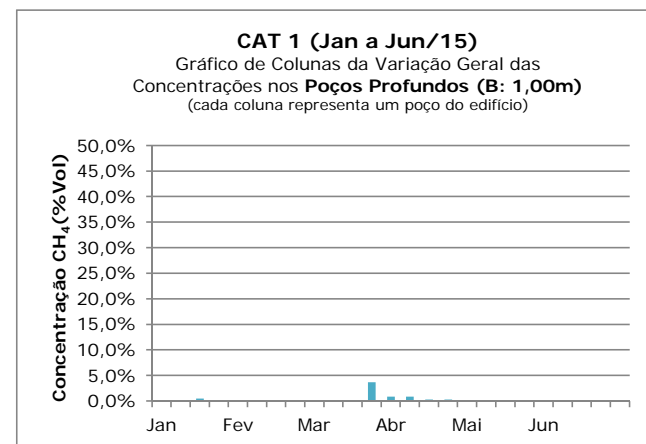 CAT 1 (Jan a Jun/15)
Gráfico de Colunas da Variação Geral das
Concentrações nos Poços Profundos (B: 1,00m)
(cada coluna representa um poço do edifício)
Concentração CH₄(%Vol)
50,0%
45,0%
40,0%
35,0%
30,0%
25,0%
20,0%
15,0%
10,0%
5,0%
0,0%
Jan Fev Mar Abr Mai Jun